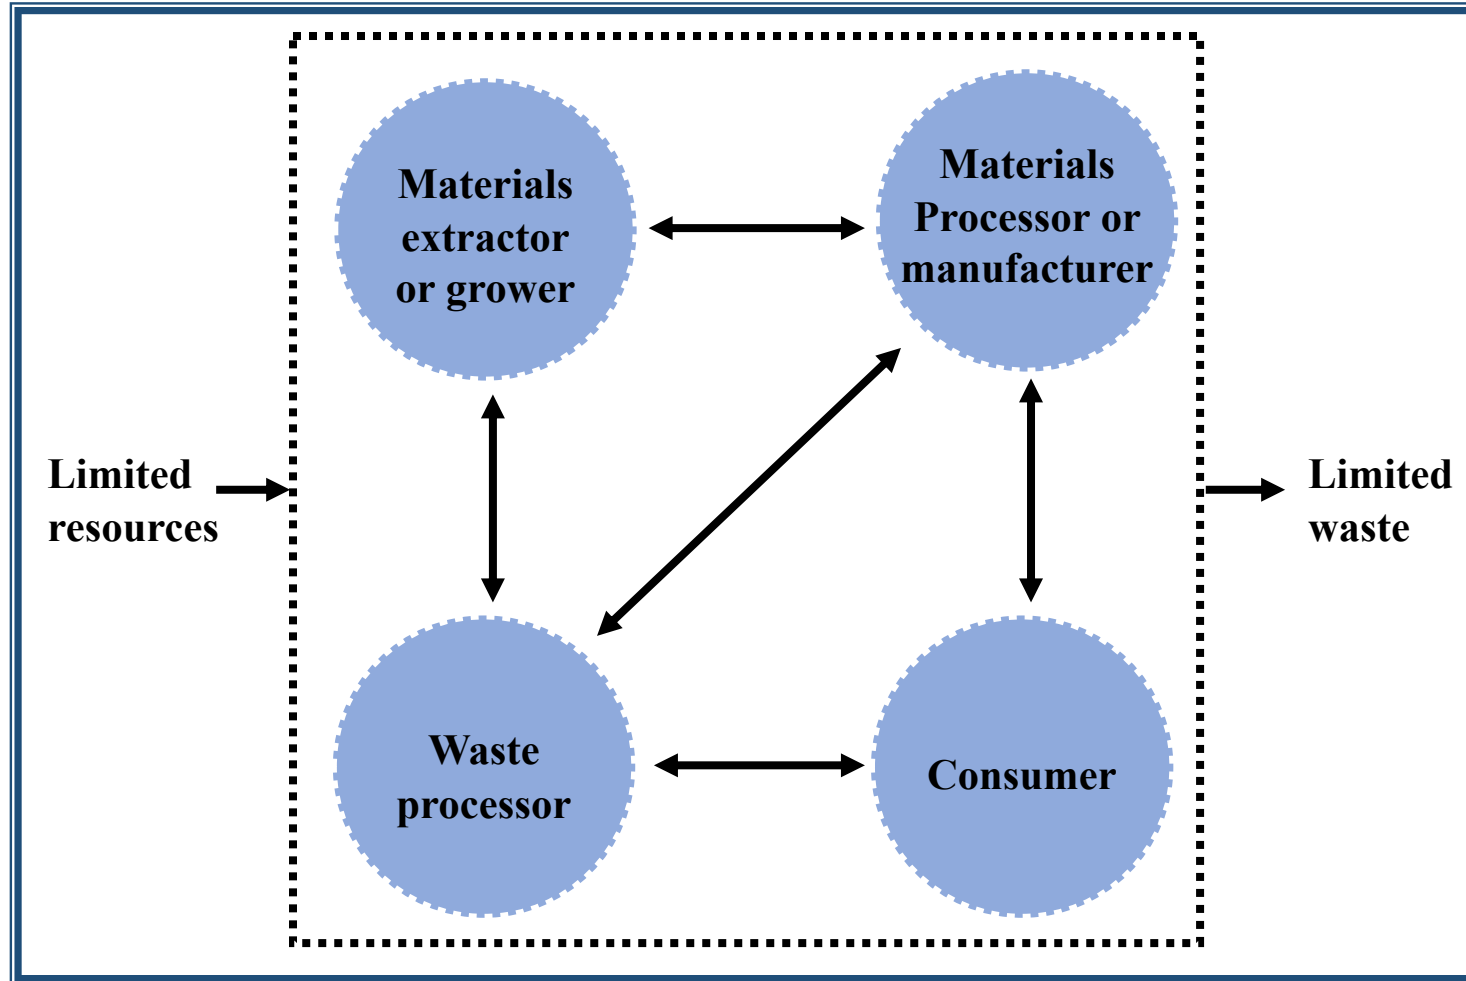 Materials
extractor
or grower
Materials
Processor or
manufacturer
Limited
resources
Limited
waste
Waste
processor
Consumer